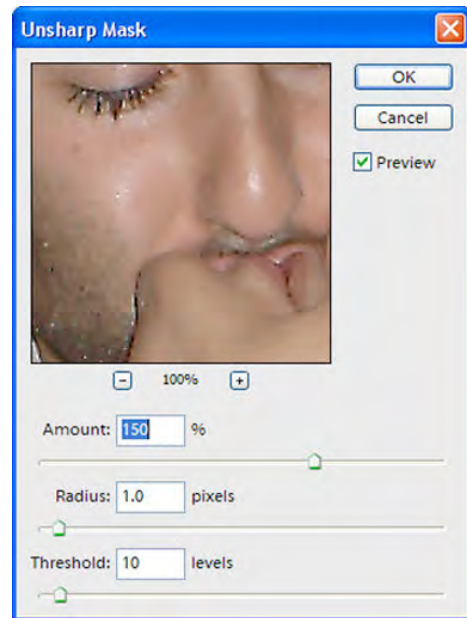 Unsharp Mask
OK
Cancel
Preview
100%
Amount: 150 %
Radius: 1.0 pixels
Threshold: 10 levels